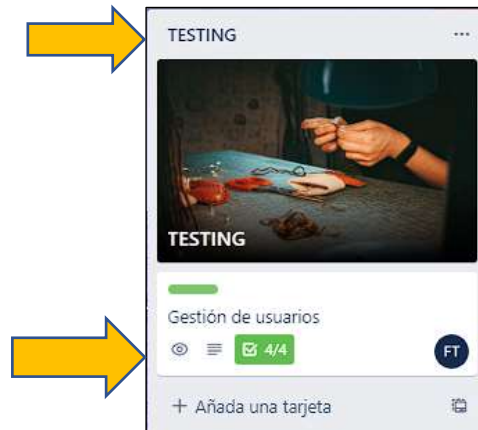 TESTING
TESTING
Gestión de usuarios
4/4
FT
+ Añada una tarjeta